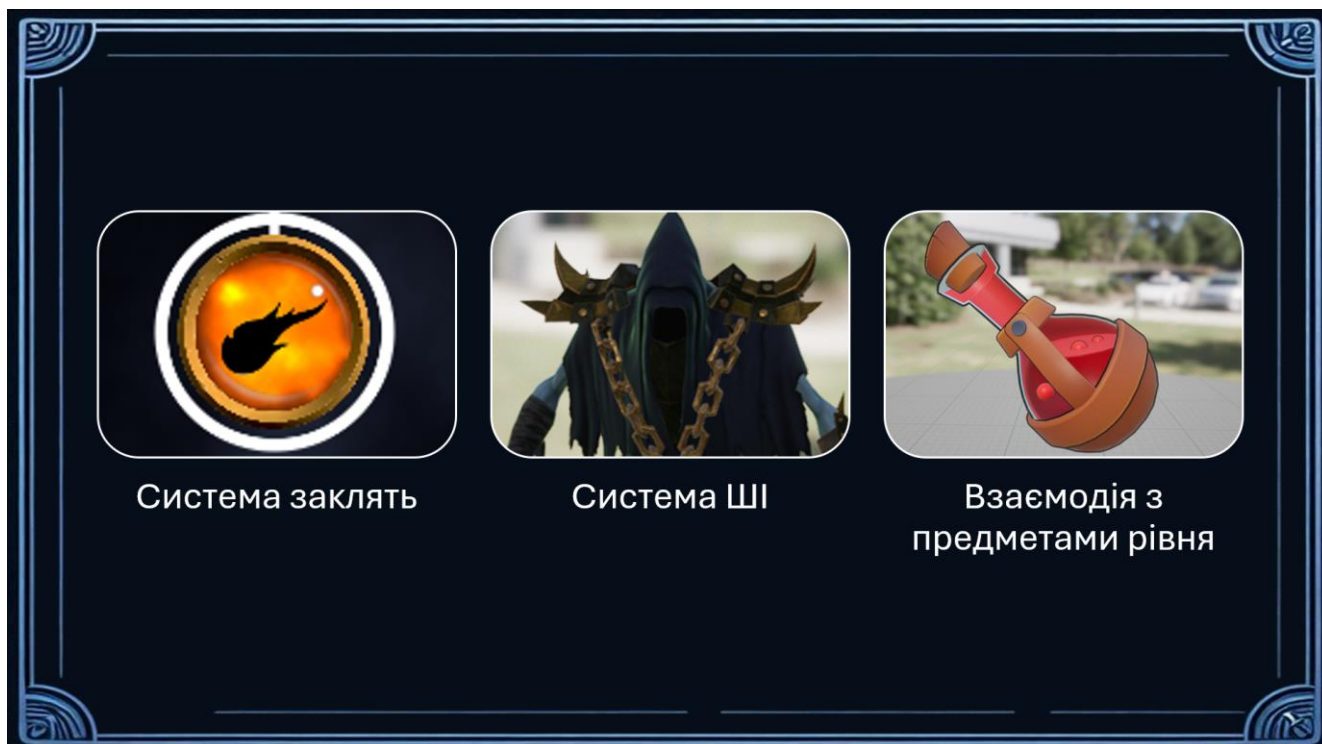 Система заклять
Система ШІ
Взаємодія з
предметами рівня